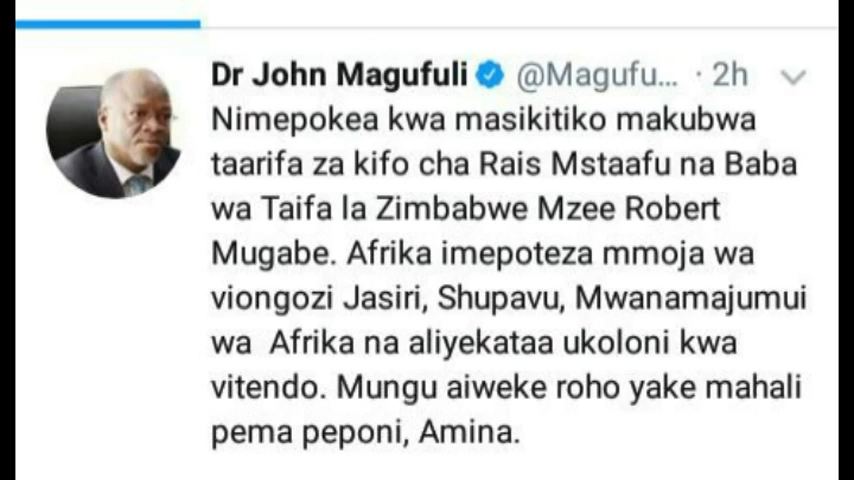 Dr John Magufuli @Magufu... · 2h
Nimepokea kwa masikitiko makubwa
taarifa za kifo cha Rais Mstaafu na Baba
wa Taifa la Zimbabwe Mzee Robert
Mugabe. Afrika imepoteza mmoja wa
viongozi Jasiri, Shupavu, Mwanamajumui
wa Afrika na aliyekataa ukoloni kwa
vitendo. Mungu aiweke roho yake mahali
pema peponi, Amina.